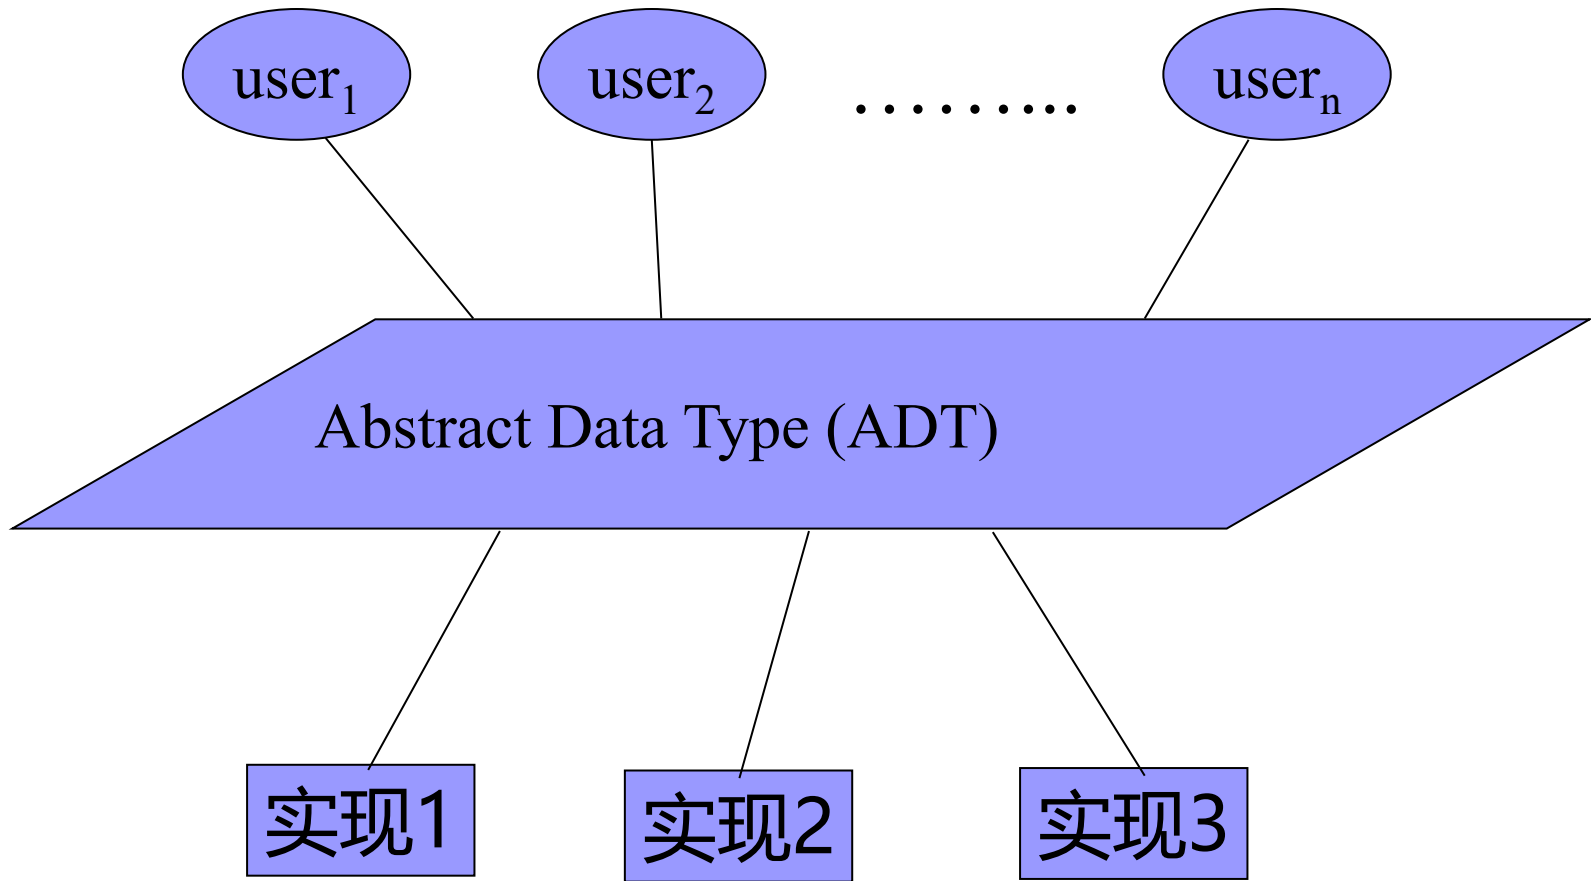 user1
user2
………..
usern
Abstract Data Type (ADT)
实现1
实现2
实现3